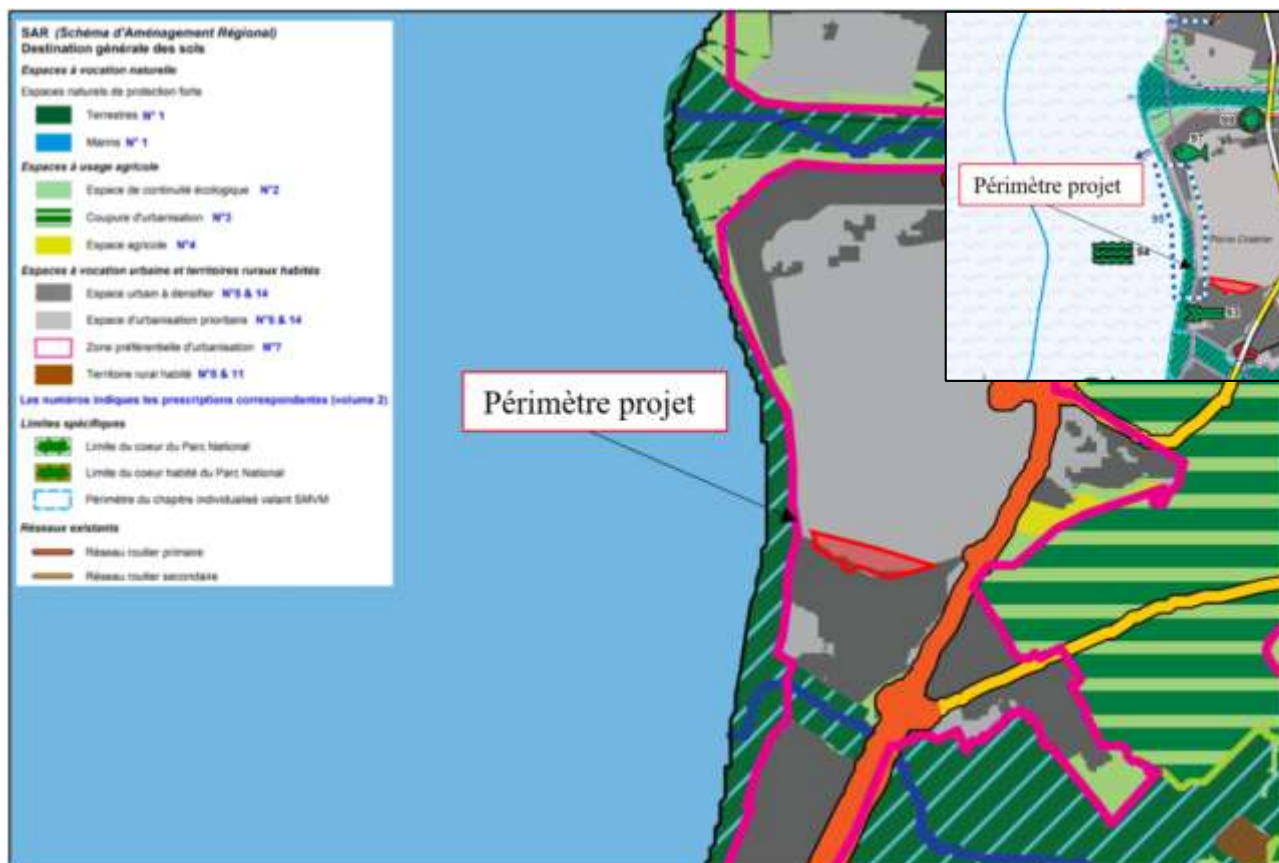 SAR (Schéma d'Aménagement Régional)
Destination générale des sols
Espaces à vocation naturelle
Espaces naturels de protection forte
Terrestres N° 1
Marins N° 1
Espaces à usage agricole
Espace de continuité écologique N°2
Coupure d'urbanisation N°3
Espace agricole N°4
Espaces à vocation urbaine et territoires ruraux habités
Espace urbain à densifier N°5 & 14
Espace d'urbanisation prioritaire N°6 & 14
Zone préférentielle d'urbanisation N°7
Territoire rural habité N°8 & 11
Les numéros indiques les prescriptions correspondantes (volume 2)
Limites spécifiques
Limite du coeur du Parc National
Limite du coeur habité du Parc National
Périmètre du chapitre individualisé valant SMVM
Réseaux existants
Réseau routier primaire
Réseau routier secondaire
Périmètre projet
Périmètre projet
97
95